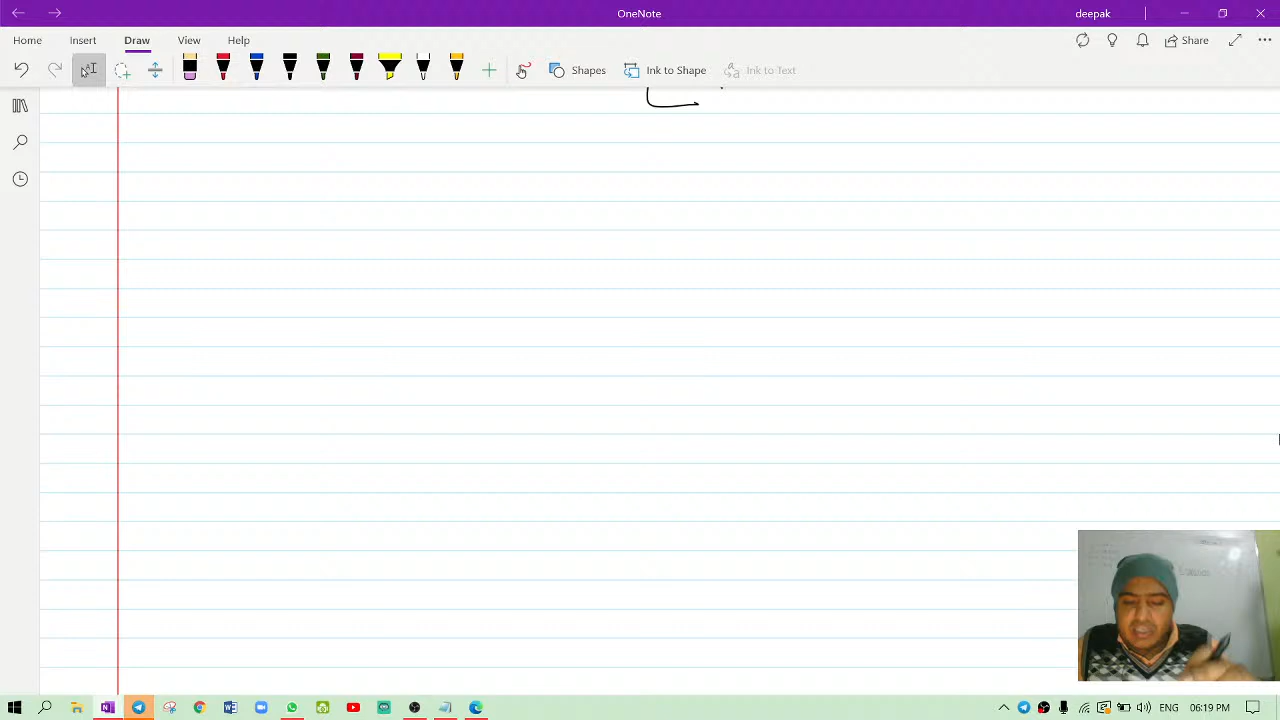 OneNote
deepak
Home Insert Draw View Help
Share
Shapes Ink to Shape Ink to Text
ENG 06:19 PM